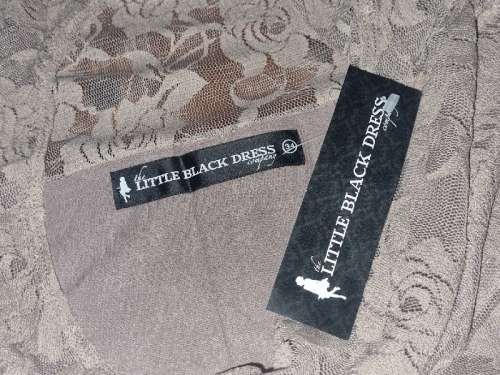 the
LITTLE BLACK DRESS
company
34
the
LITTLE BLACK DRESS
company